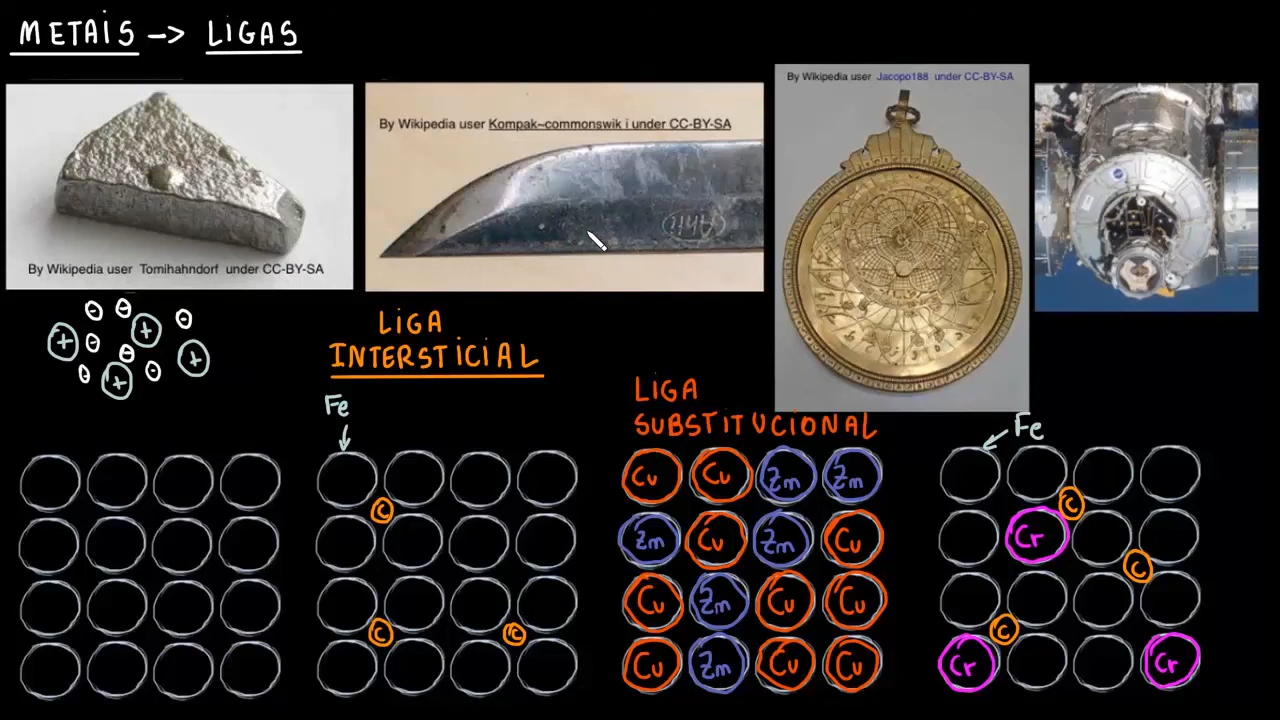 METAIS -> LIGAS
By Wikipedia user Tomihahndorf under CC-BY-SA
By Wikipedia user Kompak~commonswik i under CC-BY-SA
By Wikipedia user Jacopo188 under CC-BY-SA
LIGA
INTERSTICIAL
LIGA
SUBSTITUCIONAL
Fe
C
C C
Cu Cu Zn Zn
Zn Cu Zn Cu
Cu Zn Cu Cu
Cu Zn Cu Cu
Fe
C
Cr
C
C
Cr Cr